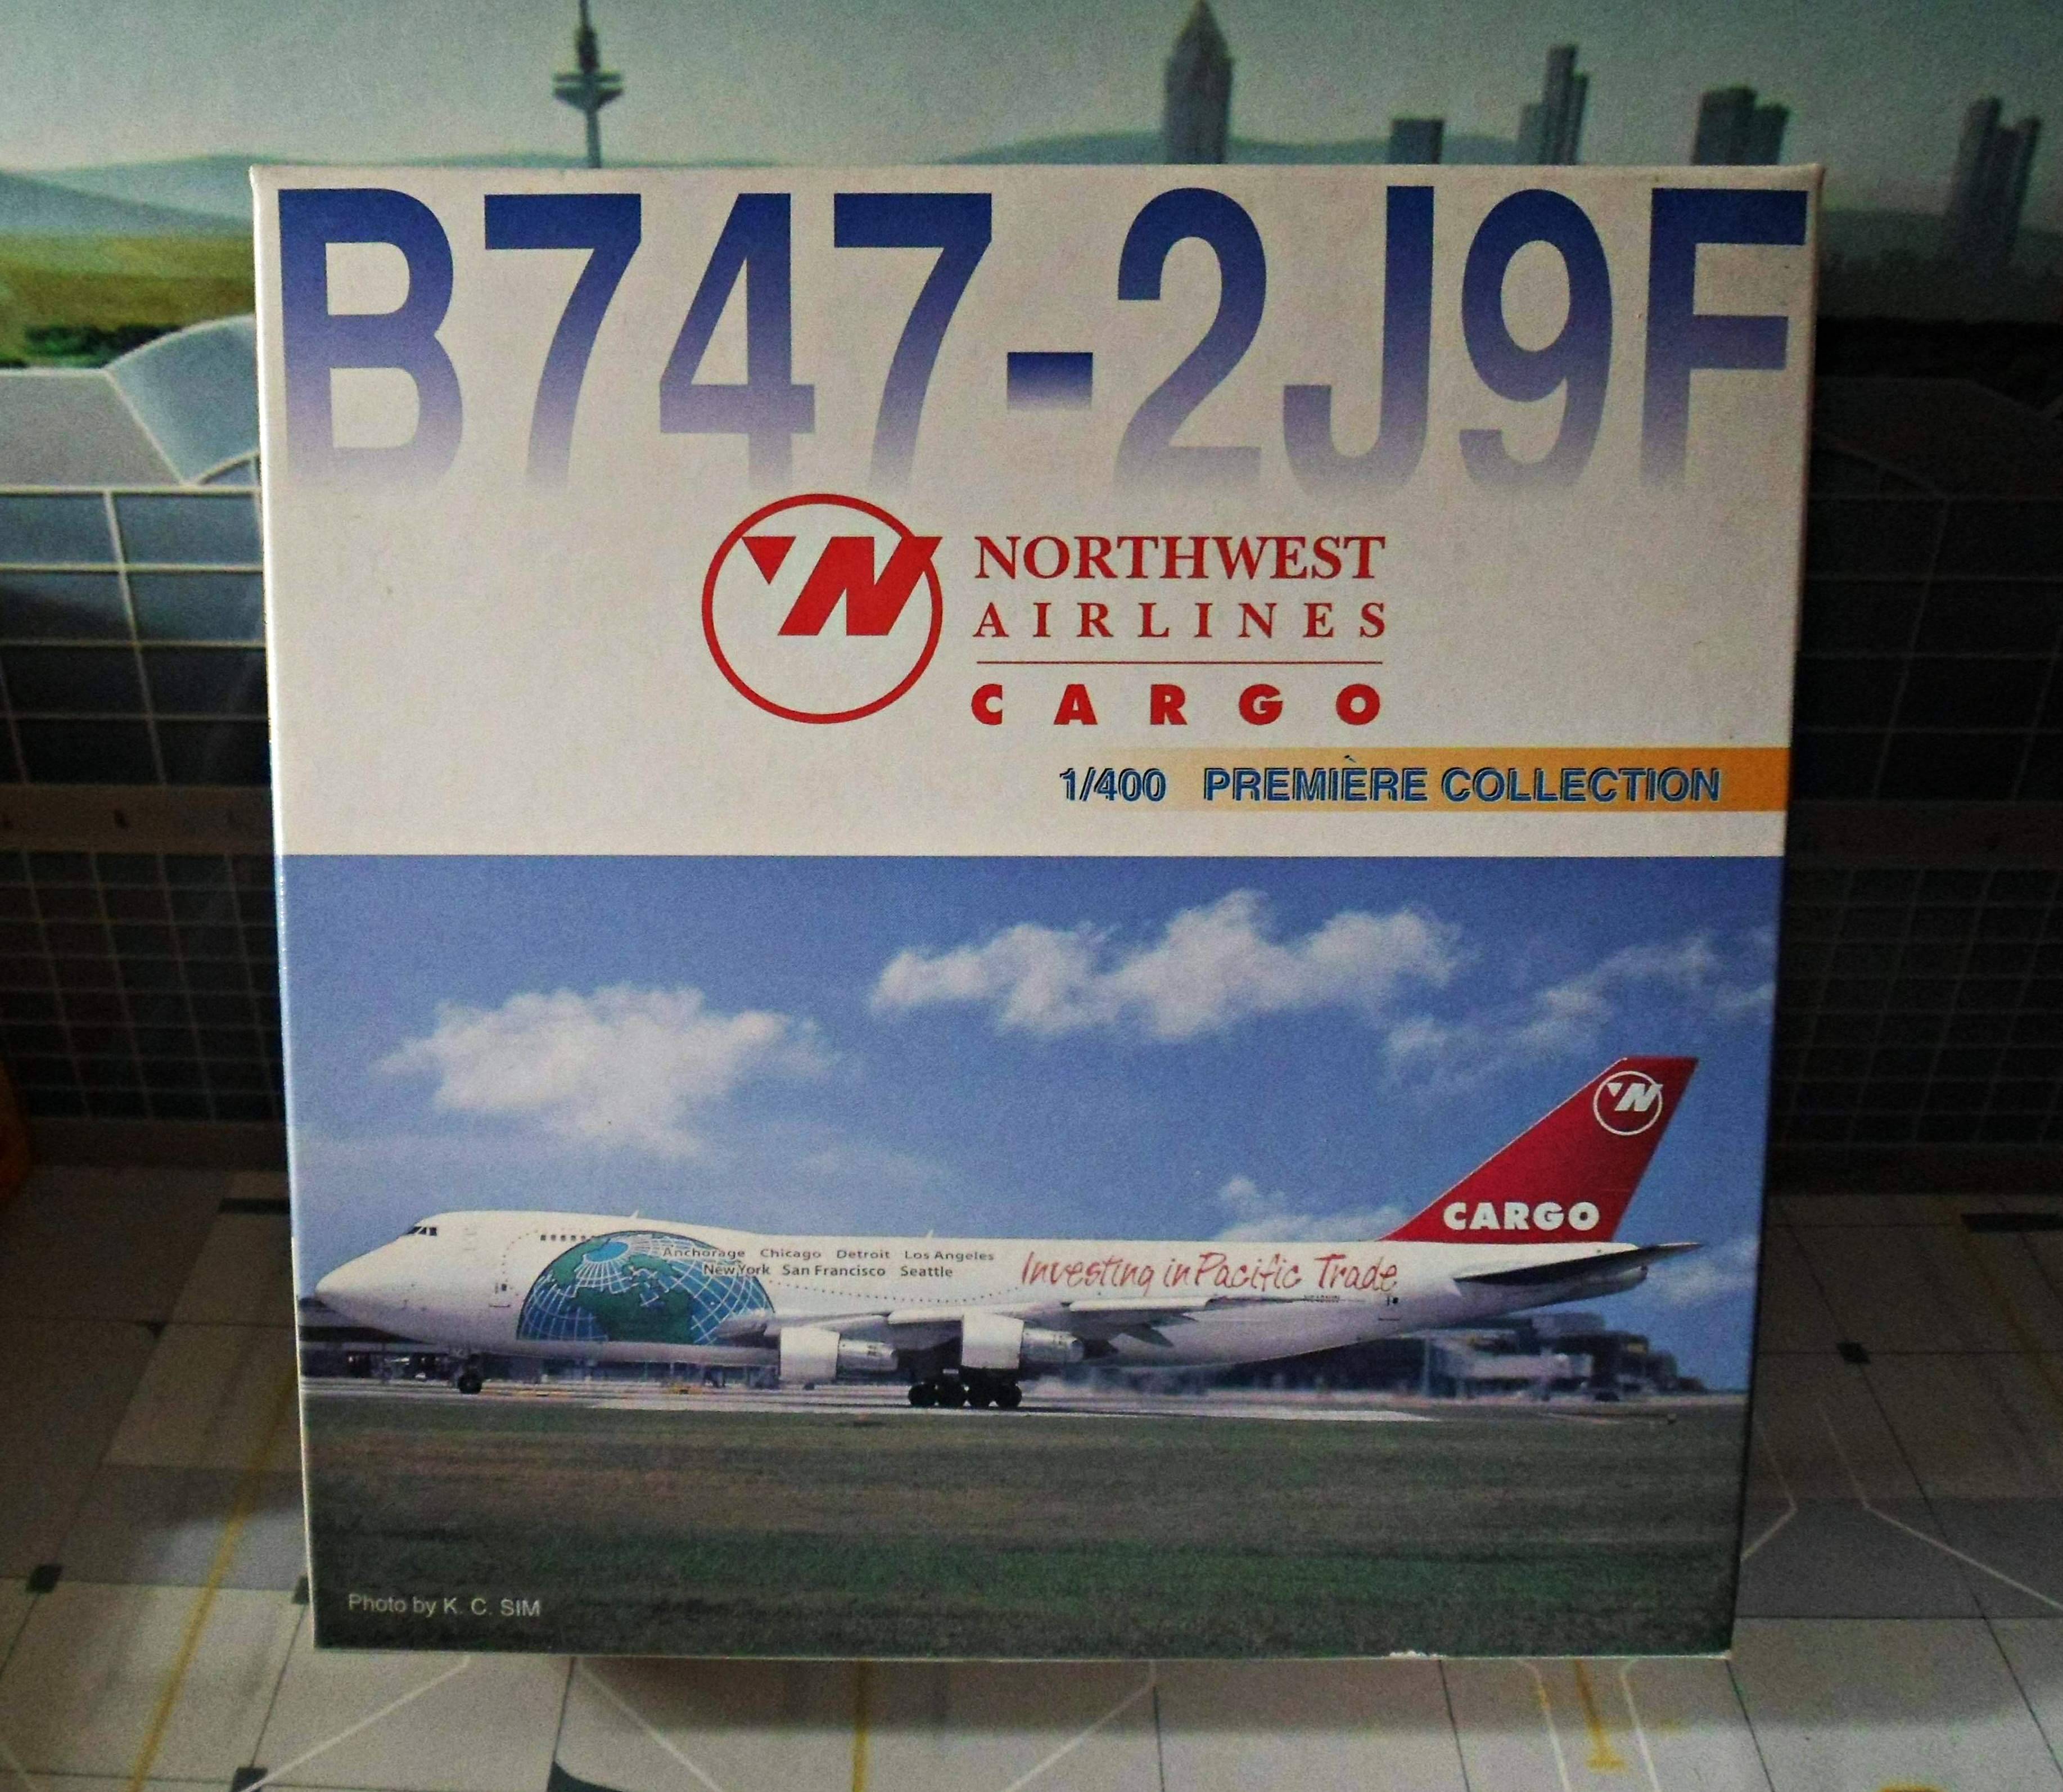 B747-2J9F
NORTHWEST
AIRLINES
CARGO
1/400 PREMIÈRE COLLECTION
CARGO
Anchorage Chicago Detroit Los Angeles
New York San Francisco Seattle
Investing in Pacific Trade
Photo by K. C. SIM